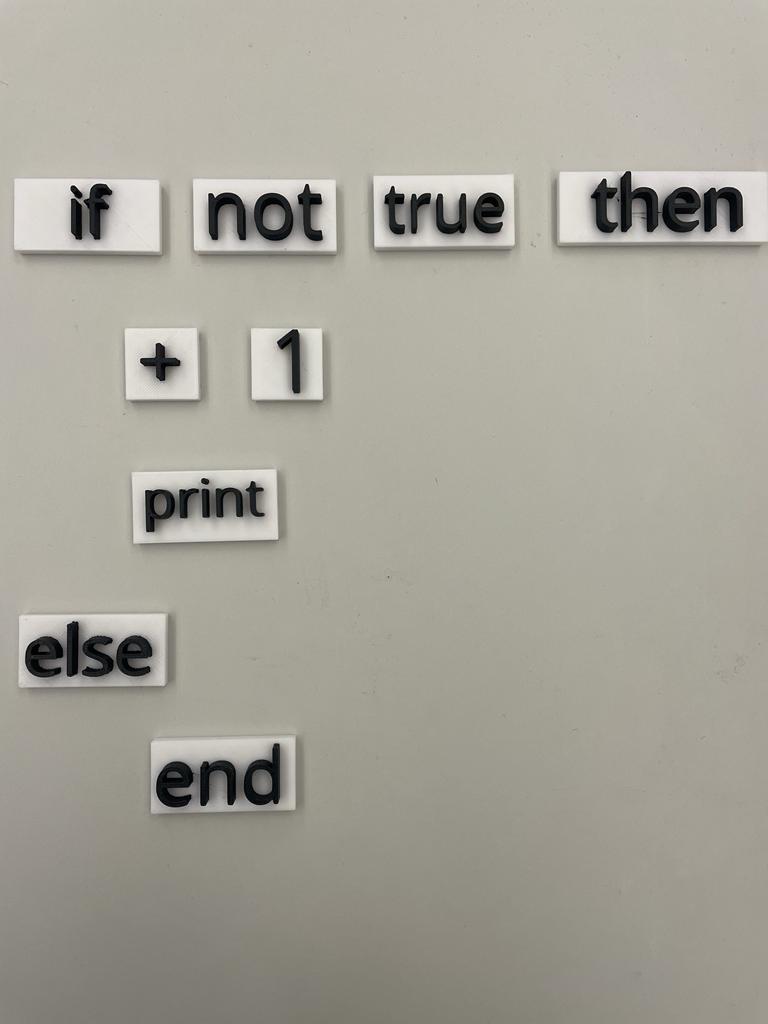 if not true then
+ 1
print
else
end